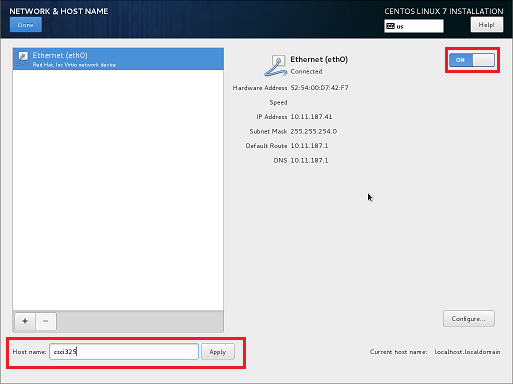 NETWORK & HOST NAME
CENTOS LINUX 7 INSTALLATION
Done
us
Help!
Ethernet (eth0)
Red Hat, Inc Virtio network device
Ethernet (eth0)
Connected
ON
Hardware Address 52:54:00:D7:42:F7
Speed
IP Address 10.11.187.41
Subnet Mask 255.255.254.0
Default Route 10.11.187.1
DNS 10.11.187.1
+ −
Configure...
Host name: csci325 Apply
Current host name: localhost.localdomain